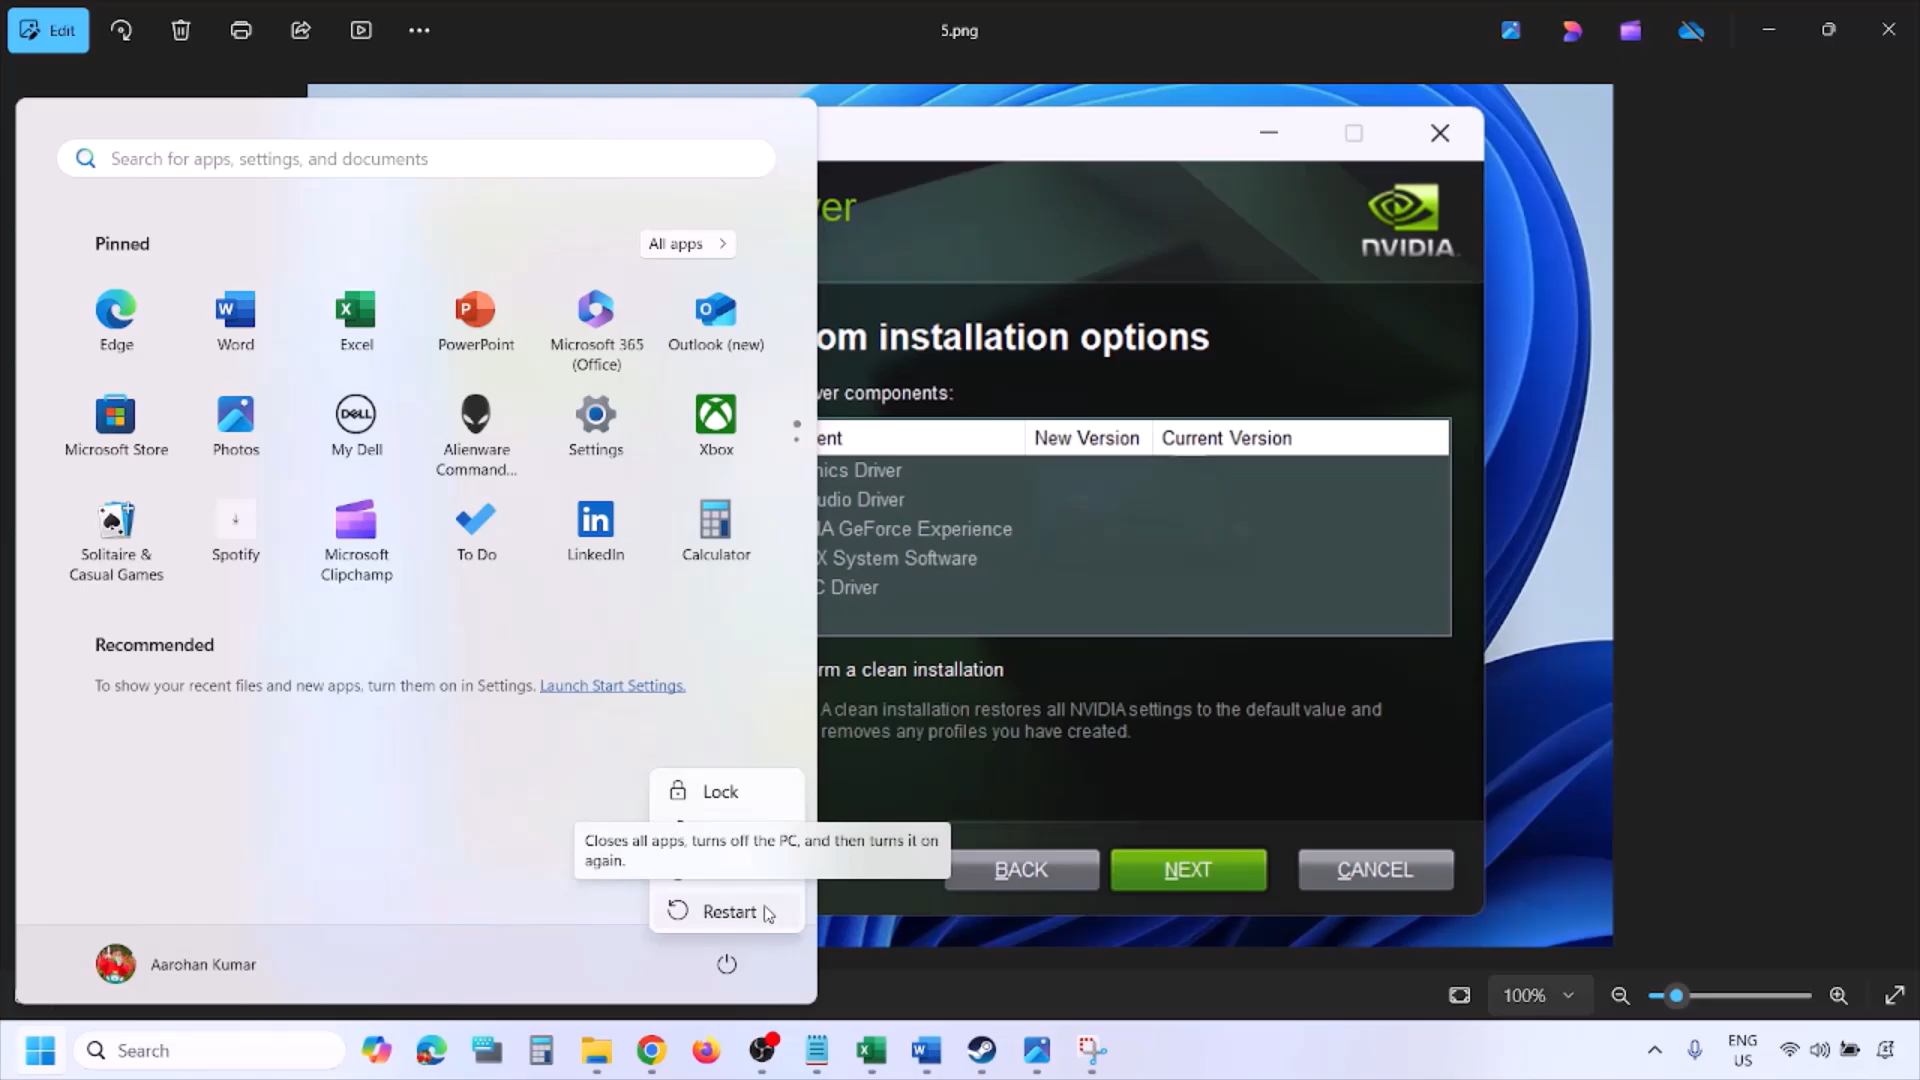 Edit
5.png
Search for apps, settings, and documents
Pinned
All apps
Edge
Word
Excel
PowerPoint
Microsoft 365
(Office)
Outlook (new)
Microsoft Store
Photos
DELL
My Dell
Alienware
Command...
Settings
Xbox
Solitaire &
Casual Games
Spotify
Microsoft
Clipchamp
To Do
LinkedIn
Calculator
Recommended
To show your recent files and new apps, turn them on in Settings. Launch Start Settings.
Lock
Closes all apps, turns off the PC, and then turns it on
again.
Restart
Aarohan Kumar
ver
NVIDIA
om installation options
ver components:
ent
New Version
Current Version
nics Driver
udio Driver
IA GeForce Experience
X System Software
C Driver
rm a clean installation
A clean installation restores all NVIDIA settings to the default value and
removes any profiles you have created.
BACK
NEXT
CANCEL
100%
Search
ENG
US